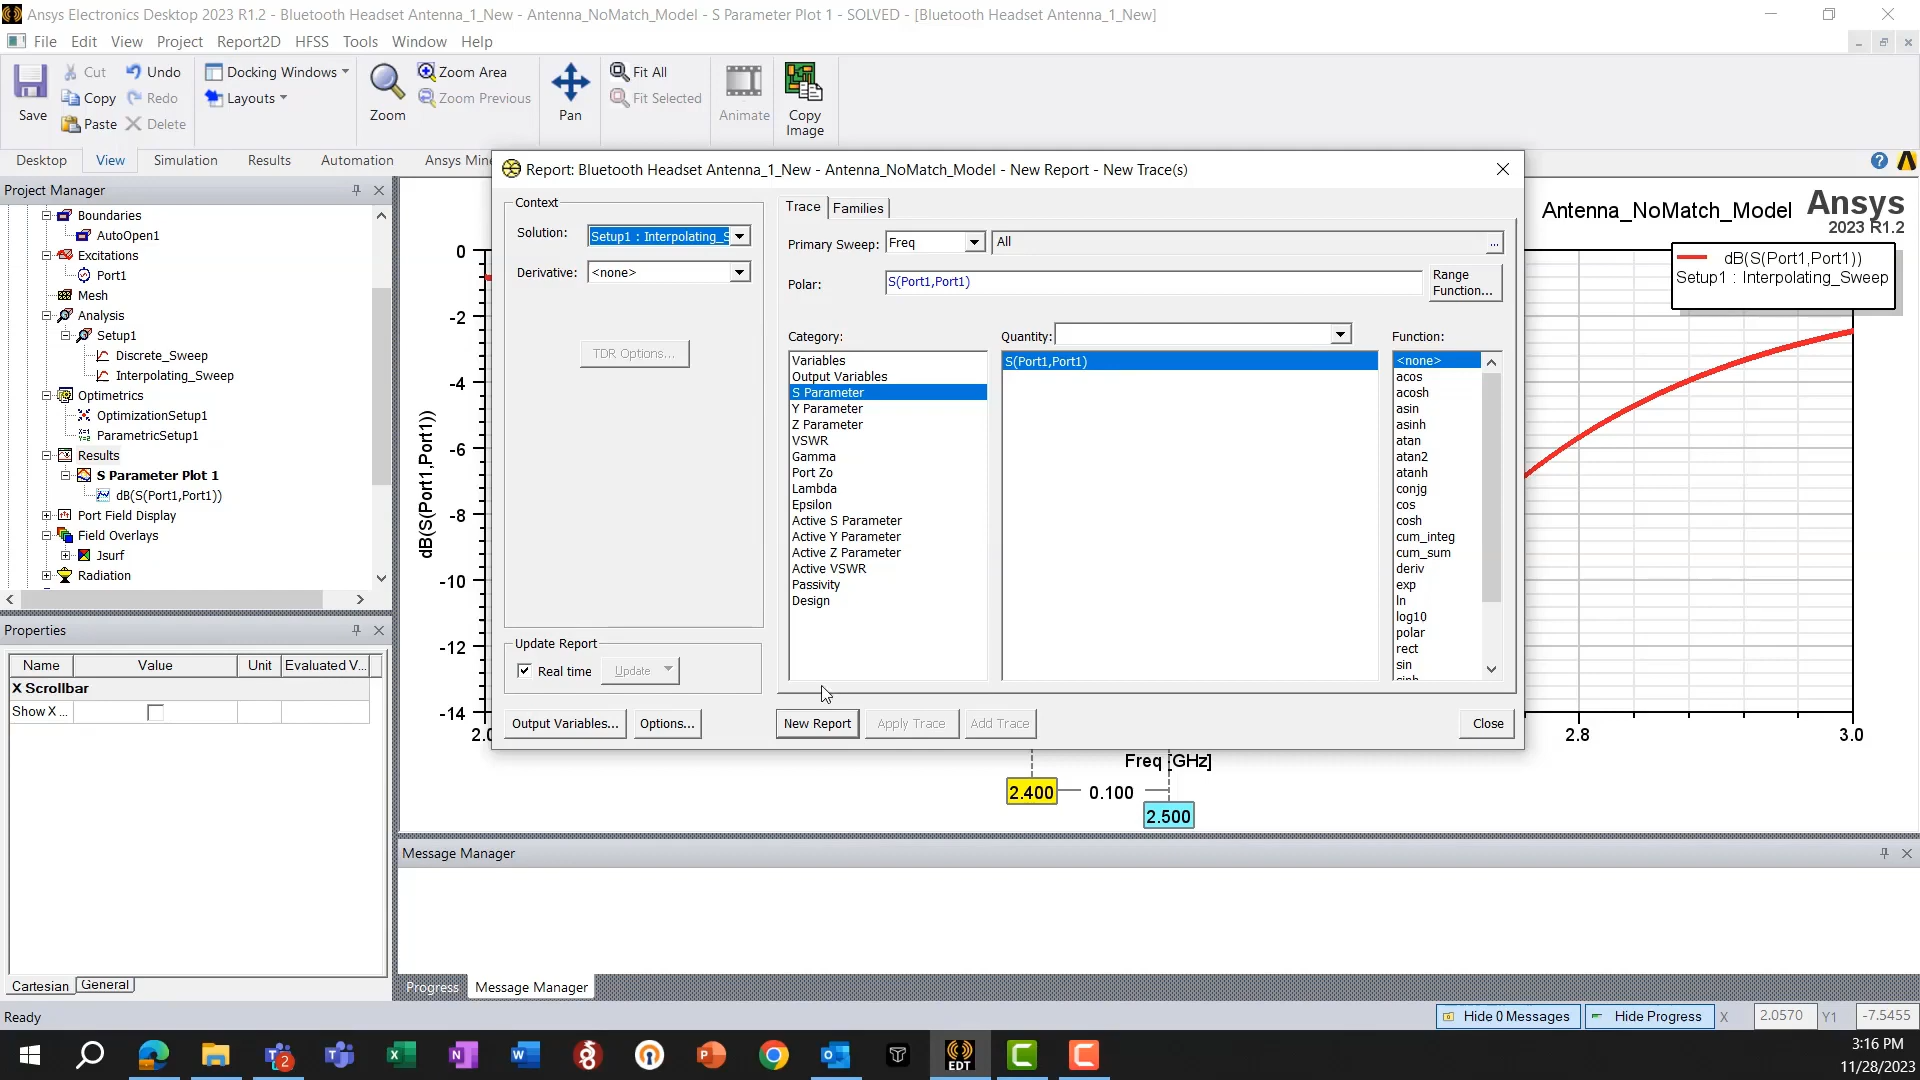 Ansys Electronics Desktop 2023 R1.2 - Bluetooth Headset Antenna_1_New - Antenna_NoMatch_Model - S Parameter Plot 1 - SOLVED - [Bluetooth Headset Antenna_1_New]
File Edit View Project Report2D HFSS Tools Window Help
Save Cut Copy Paste Undo Redo Delete
Docking Windows Layouts
Zoom Zoom Area Zoom Previous
Pan Fit All Fit Selected
Animate Copy Image
Desktop View Simulation Results Automation Ansys Min
Project Manager
Boundaries
AutoOpen1
Excitations
Port1
Mesh
Analysis
Setup1
Discrete_Sweep
Interpolating_Sweep
Optimetrics
OptimizationSetup1
ParametricSetup1
Results
S Parameter Plot 1
dB(S(Port1,Port1))
Port Field Display
Field Overlays
Jsurf
Radiation
Properties
Name Value Unit Evaluated V...
X Scrollbar
Show X ...
Cartesian General
Report: Bluetooth Headset Antenna_1_New - Antenna_NoMatch_Model - New Report - New Trace(s)
Context
Solution: Setup1 : Interpolating_S
Derivative: <none>
TDR Options...
Update Report
Real time Update
Output Variables... Options...
Trace Families
Primary Sweep: Freq All ...
Polar: S(Port1,Port1)
Range Function...
Category:
Variables
Output Variables
S Parameter
Y Parameter
Z Parameter
VSWR
Gamma
Port Zo
Lambda
Epsilon
Active S Parameter
Active Y Parameter
Active Z Parameter
Active VSWR
Passivity
Design
Quantity:
S(Port1,Port1)
Function:
<none>
acos
acosh
asin
asinh
atan
atan2
atanh
conjg
cos
cosh
cum_integ
cum_sum
deriv
exp
ln
log10
polar
rect
sin
New Report Apply Trace Add Trace Close
Antenna_NoMatch_Model
Ansys
2023 R1.2
dB(S(Port1,Port1))
Setup1 : Interpolating_Sweep
dB(S(Port1,Port1))
0
-2
-4
-6
-8
-10
-12
-14
2.0 2.8 3.0
Freq [GHz]
2.400 0.100
2.500
Message Manager
Progress Message Manager
Ready
Hide 0 Messages Hide Progress X 2.0570 Y1 -7.5455
2
EDT
3:16 PM
11/28/2023